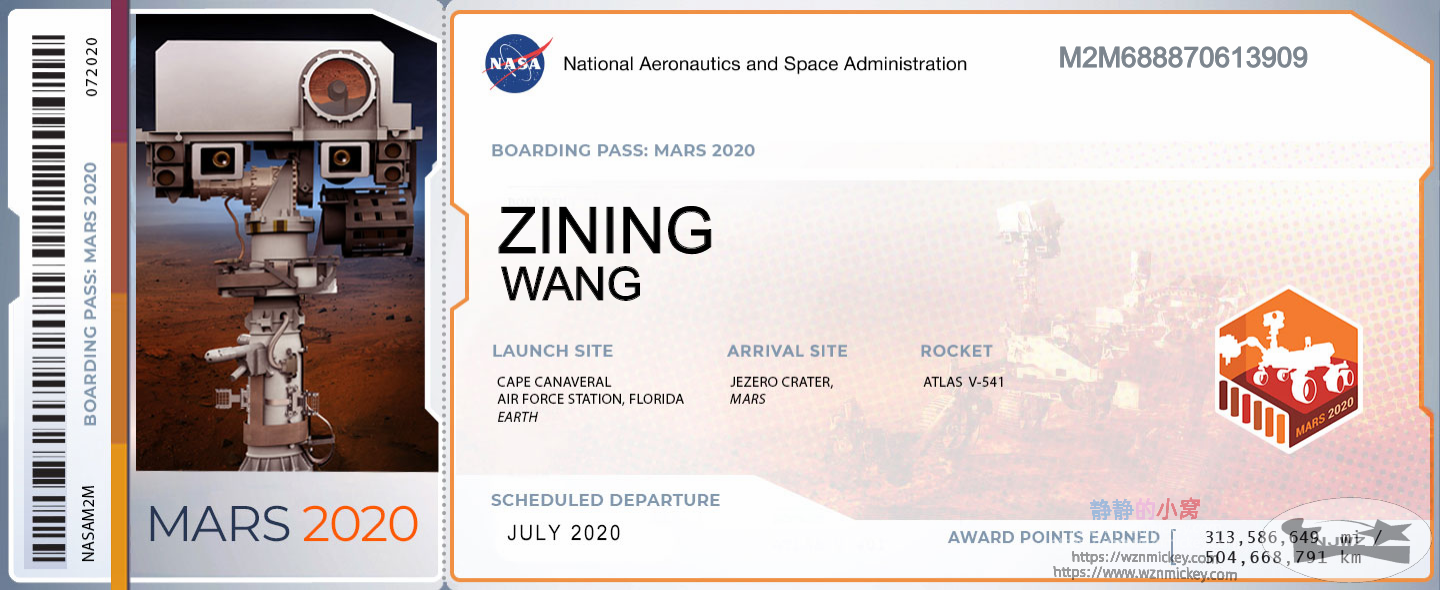 072020
BOARDING PASS: MARS 2020
NASAM2M
MARS 2020
NASA
National Aeronautics and Space Administration
M2M688870613909
BOARDING PASS: MARS 2020
ZINING
WANG
LAUNCH SITE
CAPE CANAVERAL
AIR FORCE STATION, FLORIDA
EARTH
ARRIVAL SITE
JEZERO CRATER,
MARS
ROCKET
ATLAS V-541
MARS 2020
SCHEDULED DEPARTURE
JULY 2020
静静的小窝
AWARD POINTS EARNED
313,586,649 mi /
504,668,791 km
https://wznmickey.com
https://www.wznmickey.com